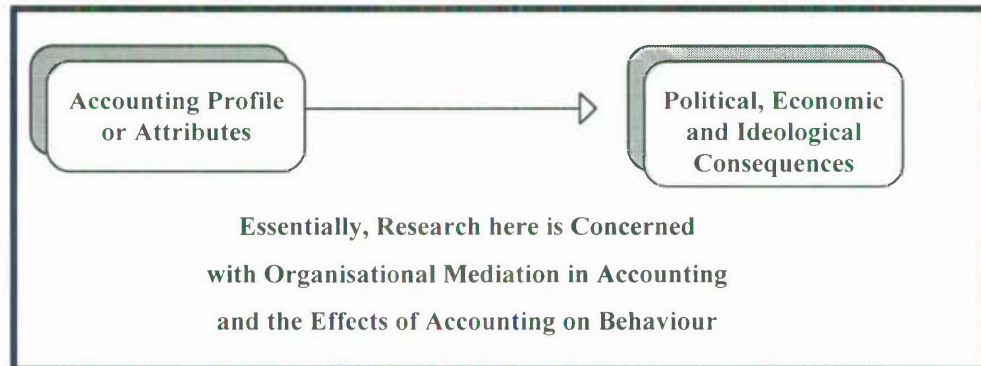 Accounting Profile
or Attributes
Political, Economic
and Ideological
Consequences
Essentially, Research here is Concerned
with Organisational Mediation in Accounting
and the Effects of Accounting on Behaviour